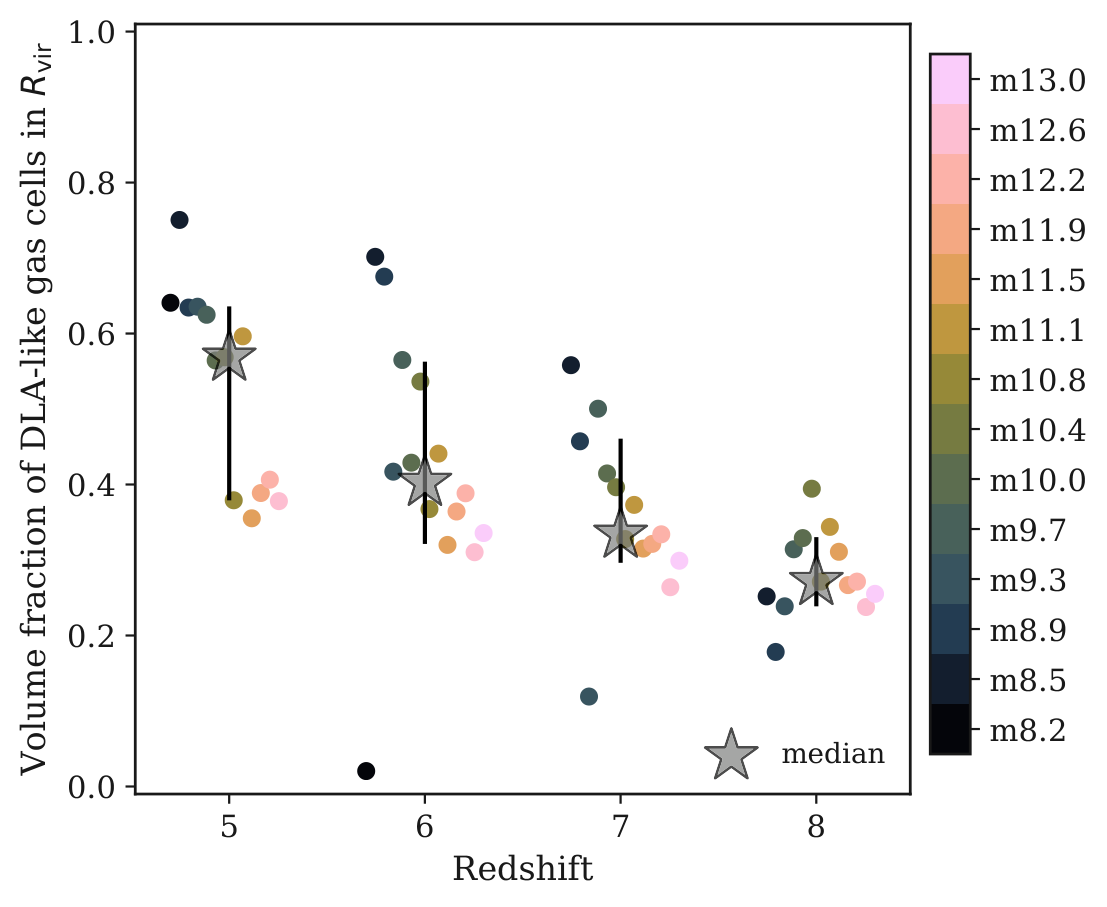 Volume fraction of DLA-like gas cells in Rvir
1.0
0.8
0.6
0.4
0.2
0.0
5 6 7 8
Redshift
median
m13.0
m12.6
m12.2
m11.9
m11.5
m11.1
m10.8
m10.4
m10.0
m9.7
m9.3
m8.9
m8.5
m8.2